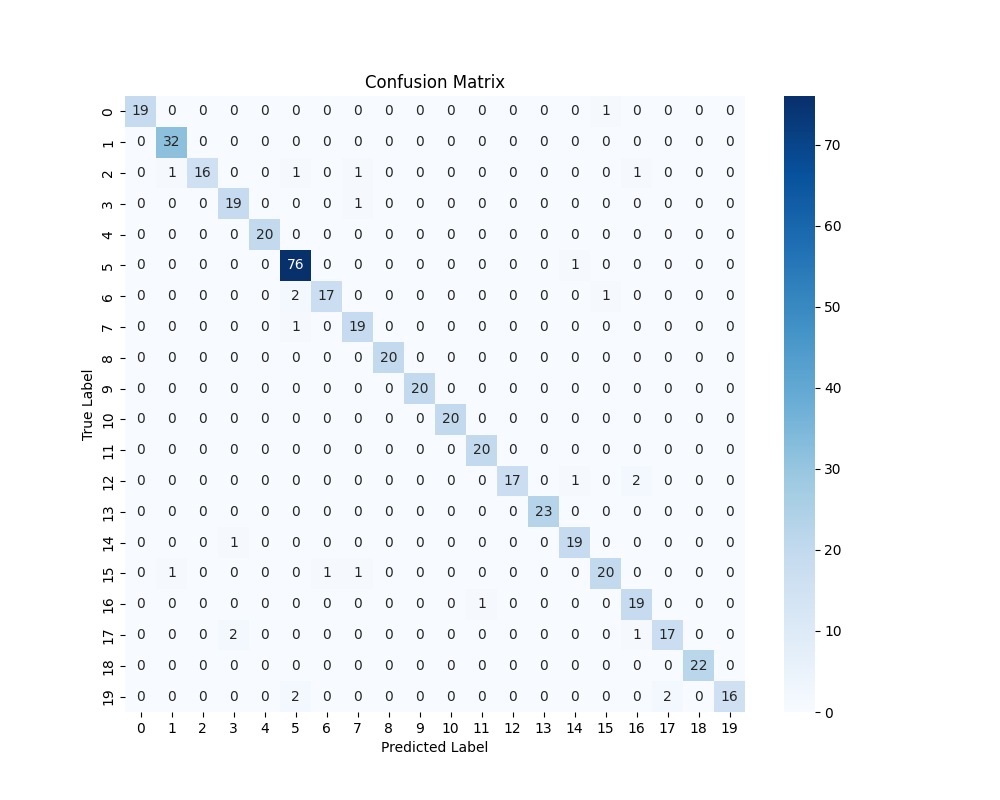 Confusion Matrix
0 19 0 0 0 0 0 0 0 0 0 0 0 0 0 0 1 0 0 0 0
1 0 32 0 0 0 0 0 0 0 0 0 0 0 0 0 0 0 0 0 0
2 0 1 16 0 0 1 0 1 0 0 0 0 0 0 0 0 1 0 0 0
3 0 0 0 19 0 0 0 1 0 0 0 0 0 0 0 0 0 0 0 0
4 0 0 0 0 20 0 0 0 0 0 0 0 0 0 0 0 0 0 0 0
5 0 0 0 0 0 76 0 0 0 0 0 0 0 0 1 0 0 0 0 0
6 0 0 0 0 0 2 17 0 0 0 0 0 0 0 0 1 0 0 0 0
7 0 0 0 0 0 1 0 19 0 0 0 0 0 0 0 0 0 0 0 0
8 0 0 0 0 0 0 0 0 20 0 0 0 0 0 0 0 0 0 0 0
9 0 0 0 0 0 0 0 0 0 20 0 0 0 0 0 0 0 0 0 0
10 0 0 0 0 0 0 0 0 0 0 20 0 0 0 0 0 0 0 0 0
11 0 0 0 0 0 0 0 0 0 0 0 20 0 0 0 0 0 0 0 0
12 0 0 0 0 0 0 0 0 0 0 0 0 17 0 1 0 2 0 0 0
13 0 0 0 0 0 0 0 0 0 0 0 0 0 23 0 0 0 0 0 0
14 0 0 0 1 0 0 0 0 0 0 0 0 0 0 19 0 0 0 0 0
15 0 1 0 0 0 0 1 1 0 0 0 0 0 0 0 20 0 0 0 0
16 0 0 0 0 0 0 0 0 0 0 0 1 0 0 0 0 19 0 0 0
17 0 0 0 2 0 0 0 0 0 0 0 0 0 0 0 0 1 17 0 0
18 0 0 0 0 0 0 0 0 0 0 0 0 0 0 0 0 0 0 22 0
19 0 0 0 0 0 2 0 0 0 0 0 0 0 0 0 0 0 2 0 16
0 1 2 3 4 5 6 7 8 9 10 11 12 13 14 15 16 17 18 19
Predicted Label
True Label
70
60
50
40
30
20
10
0